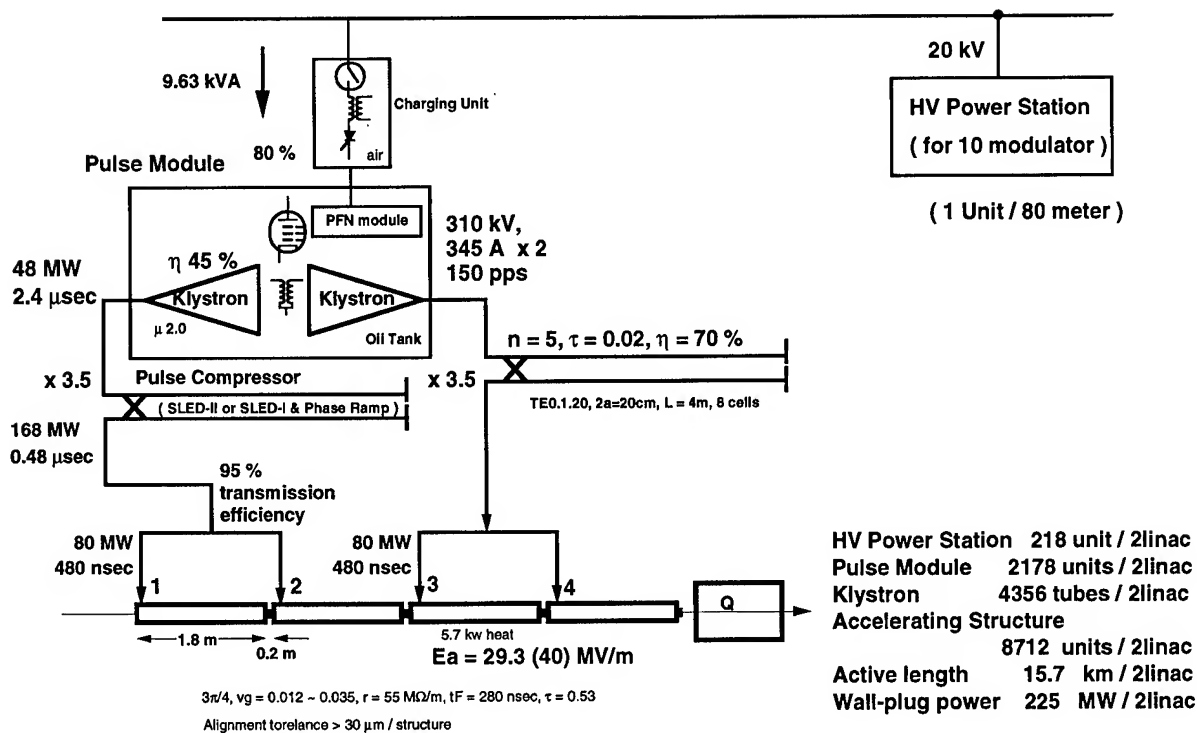 20 kV
HV Power Station
( for 10 modulator )
( 1 Unit / 80 meter )
9.63 kVA
Charging Unit
air
80 %
Pulse Module
PFN module
310 kV,
345 A x 2
150 pps
48 MW
2.4 μsec
η 45 %
Klystron
Klystron
μ 2.0
Oil Tank
n = 5, τ = 0.02, η = 70 %
x 3.5
Pulse Compressor
x 3.5
( SLED-II or SLED-I & Phase Ramp )
TE0.1.20, 2a=20cm, L = 4m, 8 cells
168 MW
0.48 μsec
95 %
transmission
efficiency
80 MW
480 nsec
80 MW
480 nsec
1
2
3
4
Q
1.8 m
0.2 m
5.7 kw heat
Ea = 29.3 (40) MV/m
3π/4, vg = 0.012 ~ 0.035, r = 55 MΩ/m, tF = 280 nsec, τ = 0.53
Alignment torelance > 30 μm / structure
HV Power Station 218 unit / 2linac
Pulse Module 2178 units / 2linac
Klystron 4356 tubes / 2linac
Accelerating Structure
8712 units / 2linac
Active length 15.7 km / 2linac
Wall-plug power 225 MW / 2linac